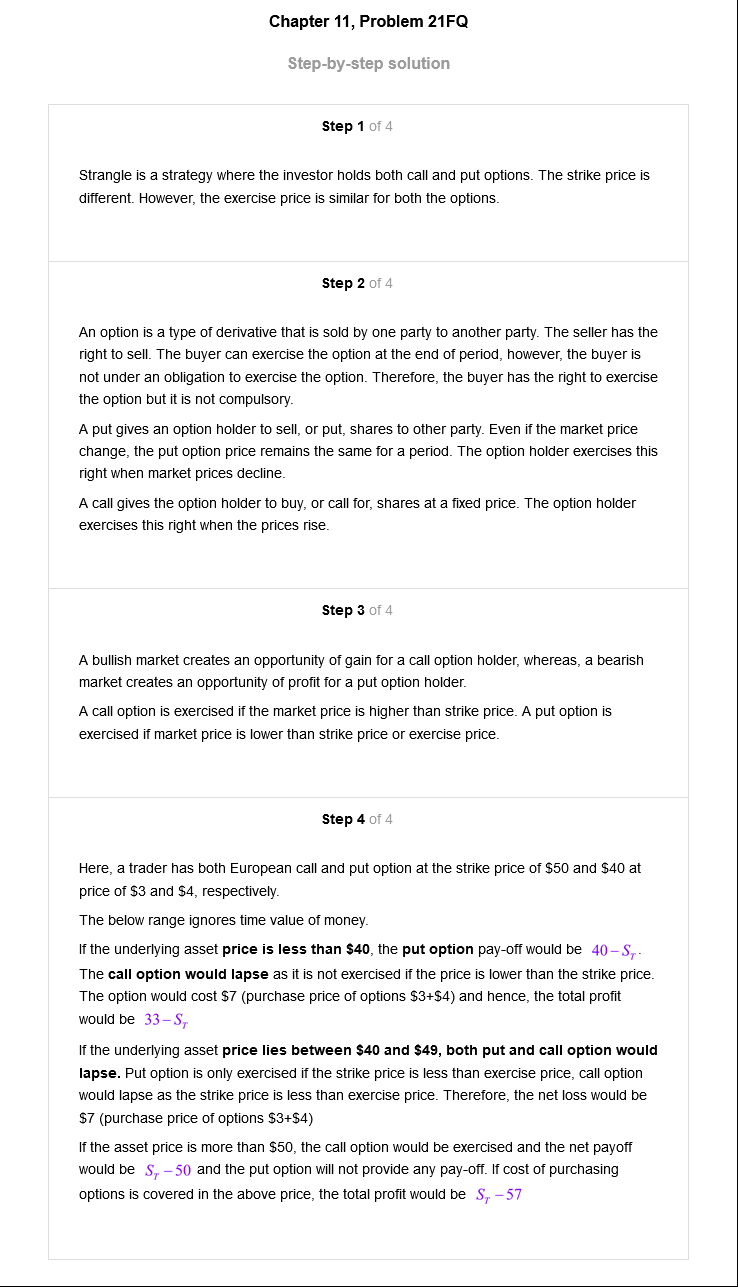 Chapter 11, Problem 21FQ
Step-by-step solution
Step 1 of 4
Strangle is a strategy where the investor holds both call and put options. The strike price is
different. However, the exercise price is similar for both the options.
Step 2 of 4
An option is a type of derivative that is sold by one party to another party. The seller has the
right to sell. The buyer can exercise the option at the end of period, however, the buyer is
not under an obligation to exercise the option. Therefore, the buyer has the right to exercise
the option but it is not compulsory.
A put gives an option holder to sell, or put, shares to other party. Even if the market price
change, the put option price remains the same for a period. The option holder exercises this
right when market prices decline.
A call gives the option holder to buy, or call for, shares at a fixed price. The option holder
exercises this right when the prices rise.
Step 3 of 4
A bullish market creates an opportunity of gain for a call option holder, whereas, a bearish
market creates an opportunity of profit for a put option holder.
A call option is exercised if the market price is higher than strike price. A put option is
exercised if market price is lower than strike price or exercise price.
Step 4 of 4
Here, a trader has both European call and put option at the strike price of $50 and $40 at
price of $3 and $4, respectively.
The below range ignores time value of money.
If the underlying asset price is less than $40, the put option pay-off would be 40 – S_T.
The call option would lapse as it is not exercised if the price is lower than the strike price.
The option would cost $7 (purchase price of options $3+$4) and hence, the total profit
would be 33 – S_T
If the underlying asset price lies between $40 and $49, both put and call option would
lapse. Put option is only exercised if the strike price is less than exercise price, call option
would lapse as the strike price is less than exercise price. Therefore, the net loss would be
$7 (purchase price of options $3+$4)
If the asset price is more than $50, the call option would be exercised and the net payoff
would be S_T – 50 and the put option will not provide any pay-off. If cost of purchasing
options is covered in the above price, the total profit would be S_T – 57